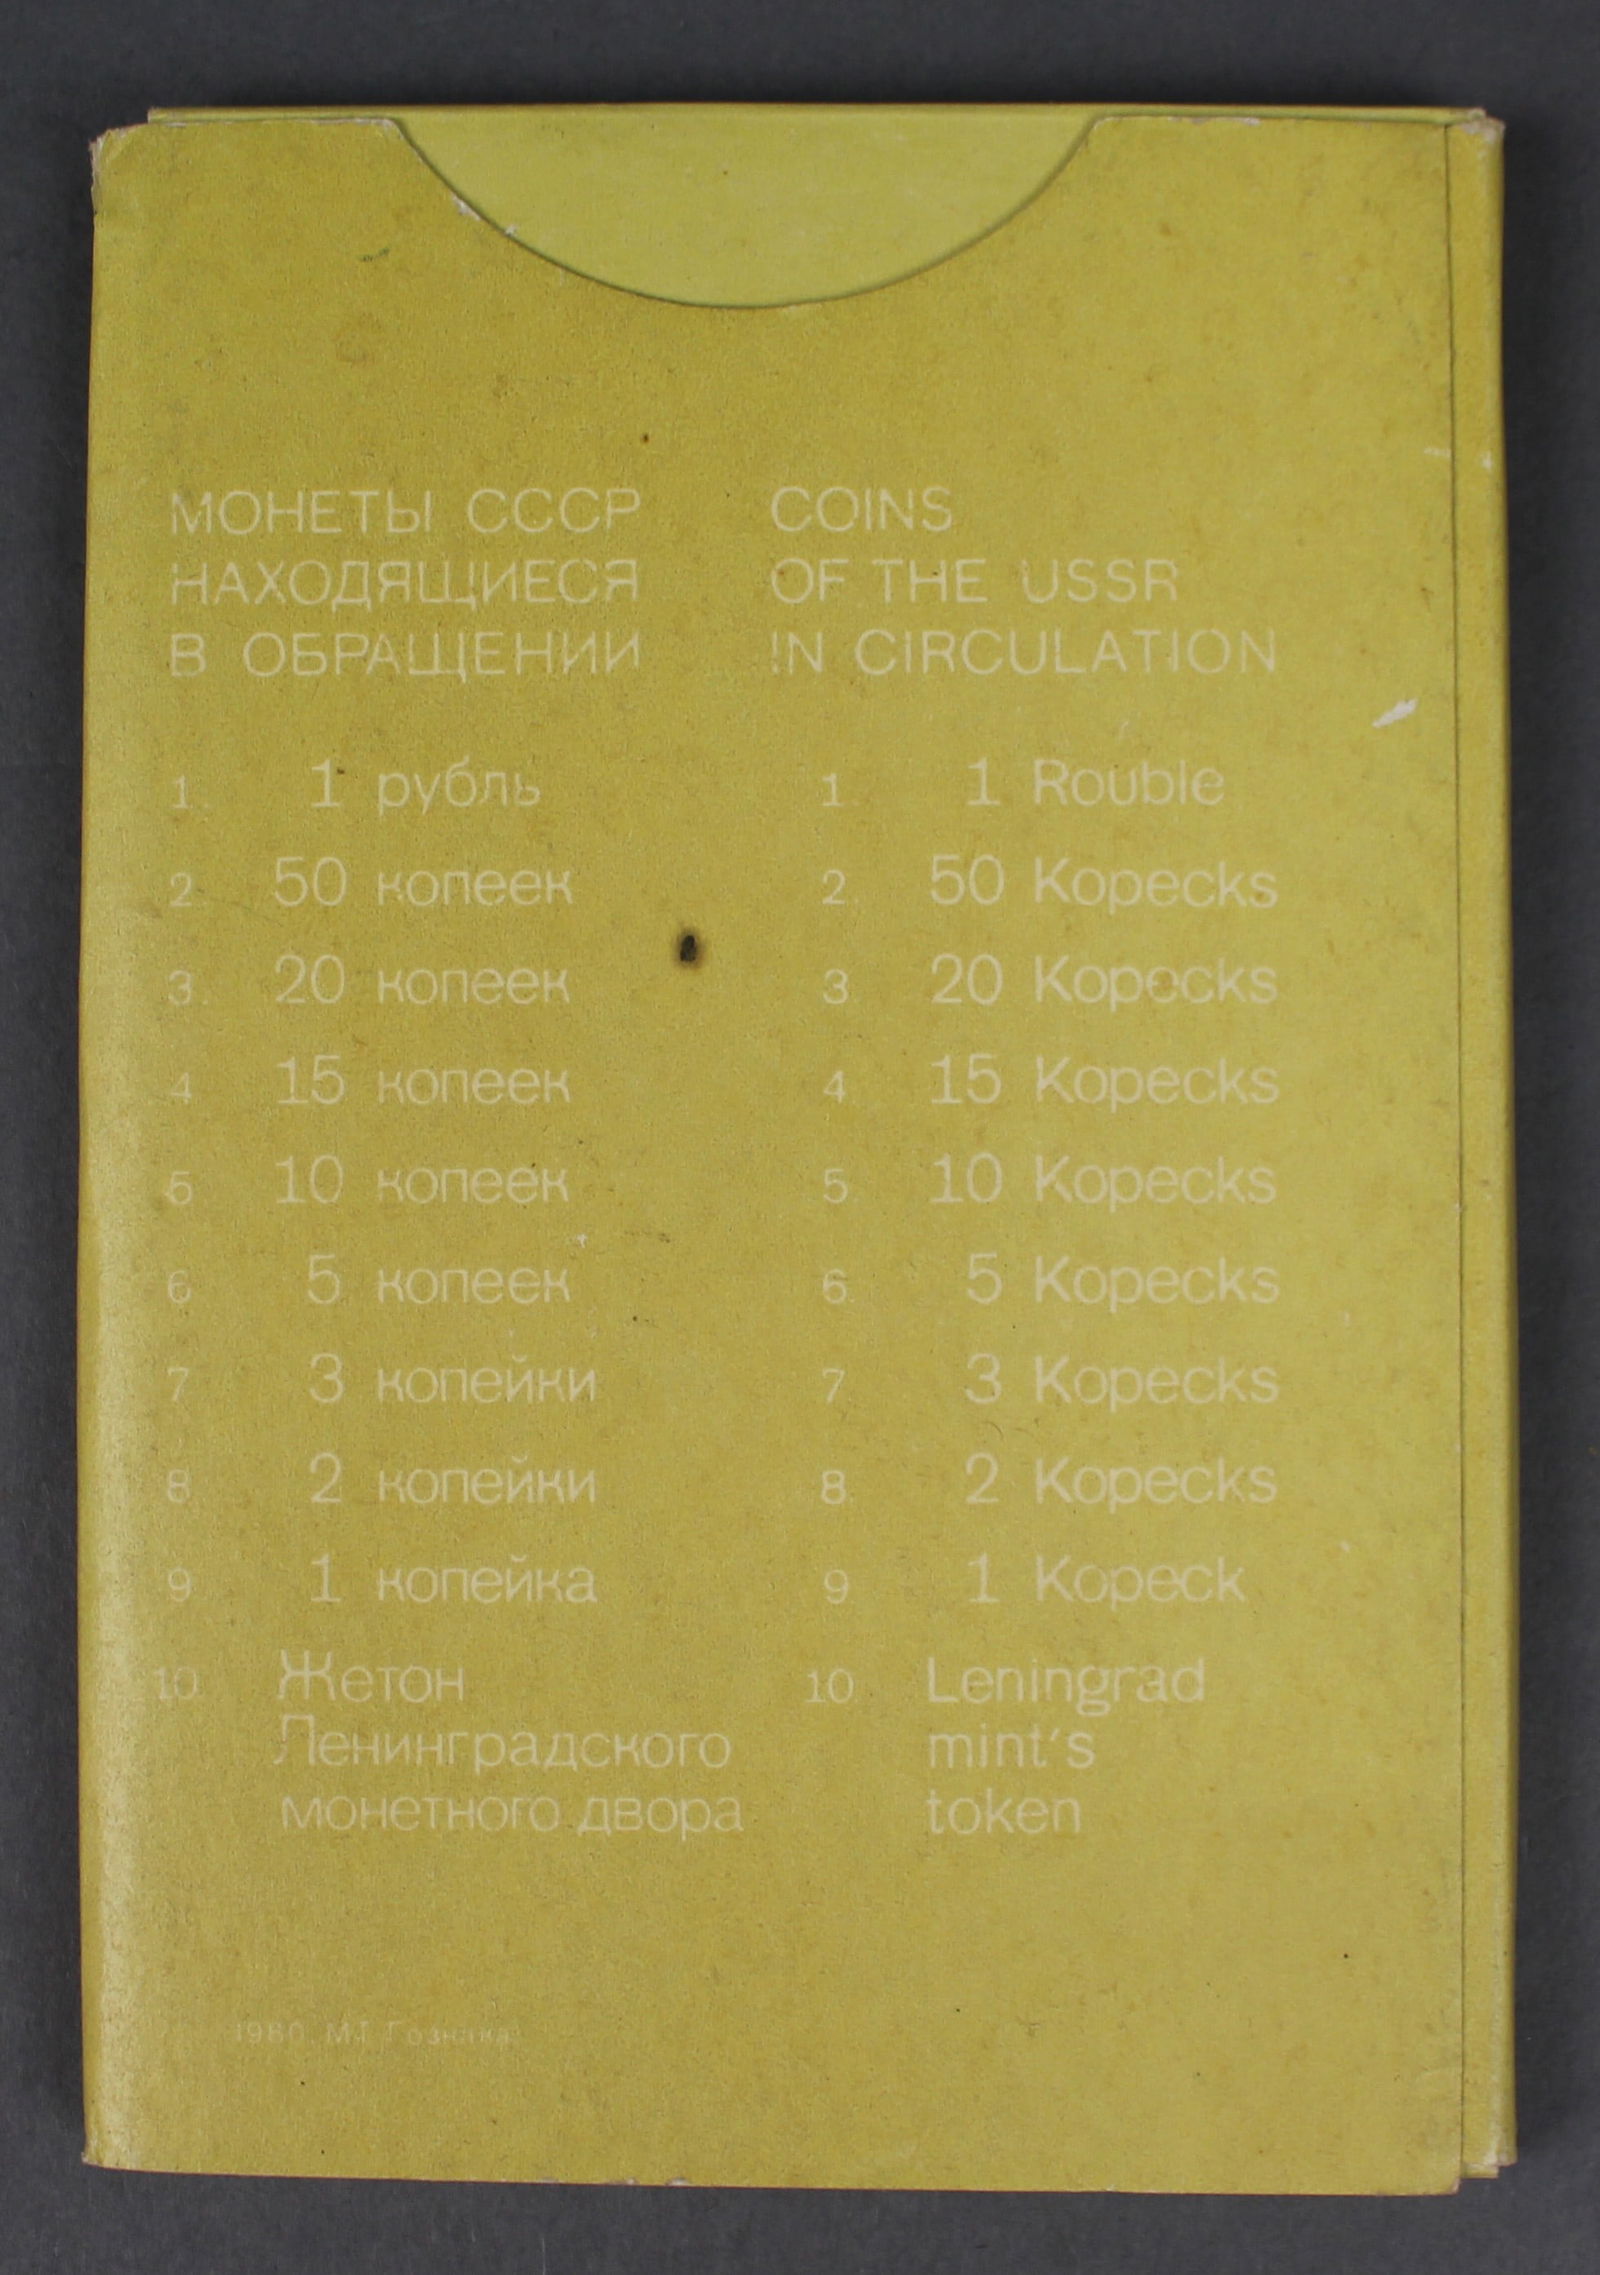 МОНЕТЫ СССР
НАХОДЯЩИЕСЯ
В ОБРАЩЕНИИ
1. 1 рубль
2 50 копеек
3. 20 копеек
4 15 копеек
5 10 копеек
6 5 копеек
7 3 копейки
8 2 копейки
9 1 копейка
10 Жетон
Ленинградского
монетного двора
COINS
OF THE USSR
IN CIRCULATION
1 1 Rouble
2. 50 Kopecks
3 20 Kopecks
4. 15 Kopecks
5. 10 Kopecks
6. 5 Kopecks
7 3 Kopecks
8. 2 Kopecks
9 1 Kopeck
10 Leningrad
mint's
token
1980 Гознака